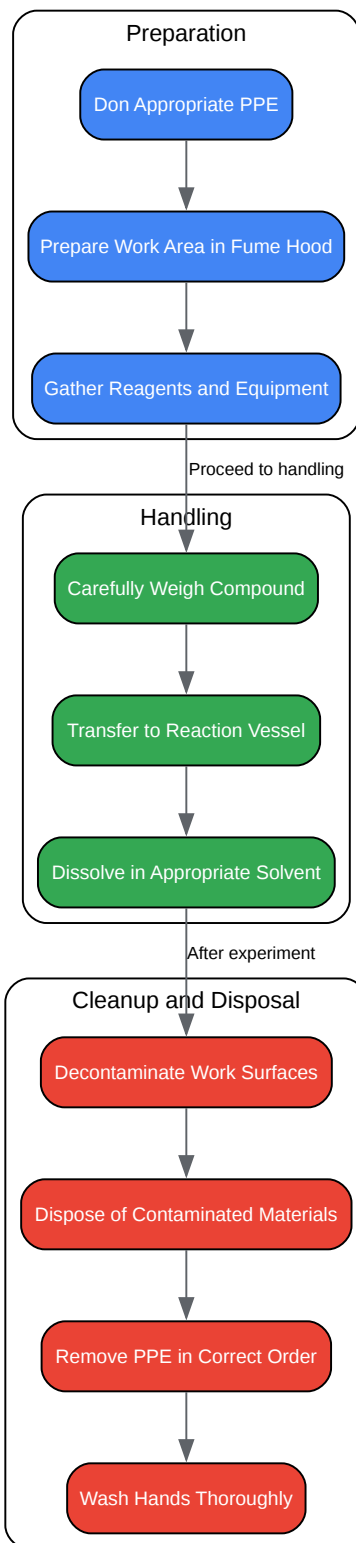 Preparation
Don Appropriate PPE
Prepare Work Area in Fume Hood
Gather Reagents and Equipment
Proceed to handling
Handling
Carefully Weigh Compound
Transfer to Reaction Vessel
Dissolve in Appropriate Solvent
After experiment
Cleanup and Disposal
Decontaminate Work Surfaces
Dispose of Contaminated Materials
Remove PPE in Correct Order
Wash Hands Thoroughly